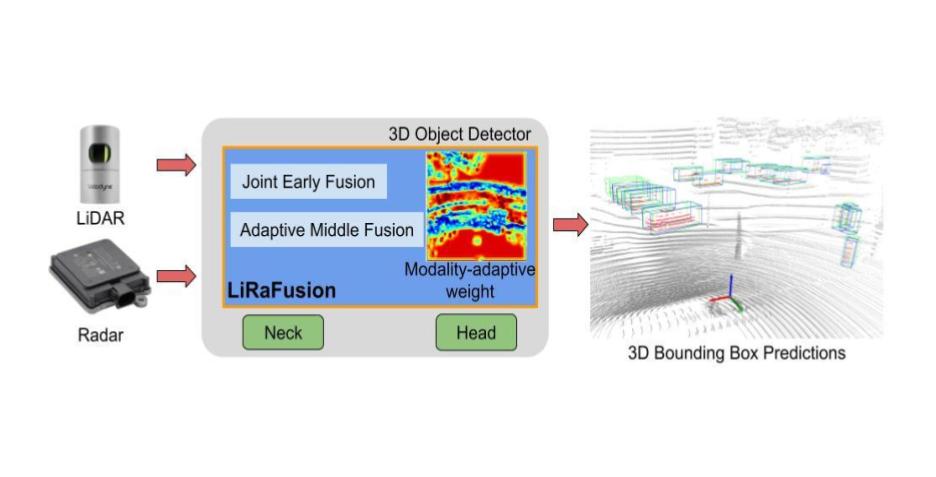 3D Object Detector
LiDAR
Joint Early Fusion
Adaptive Middle Fusion
Modality-adaptive
weight
LiRaFusion
Radar
Neck
Head
3D Bounding Box Predictions